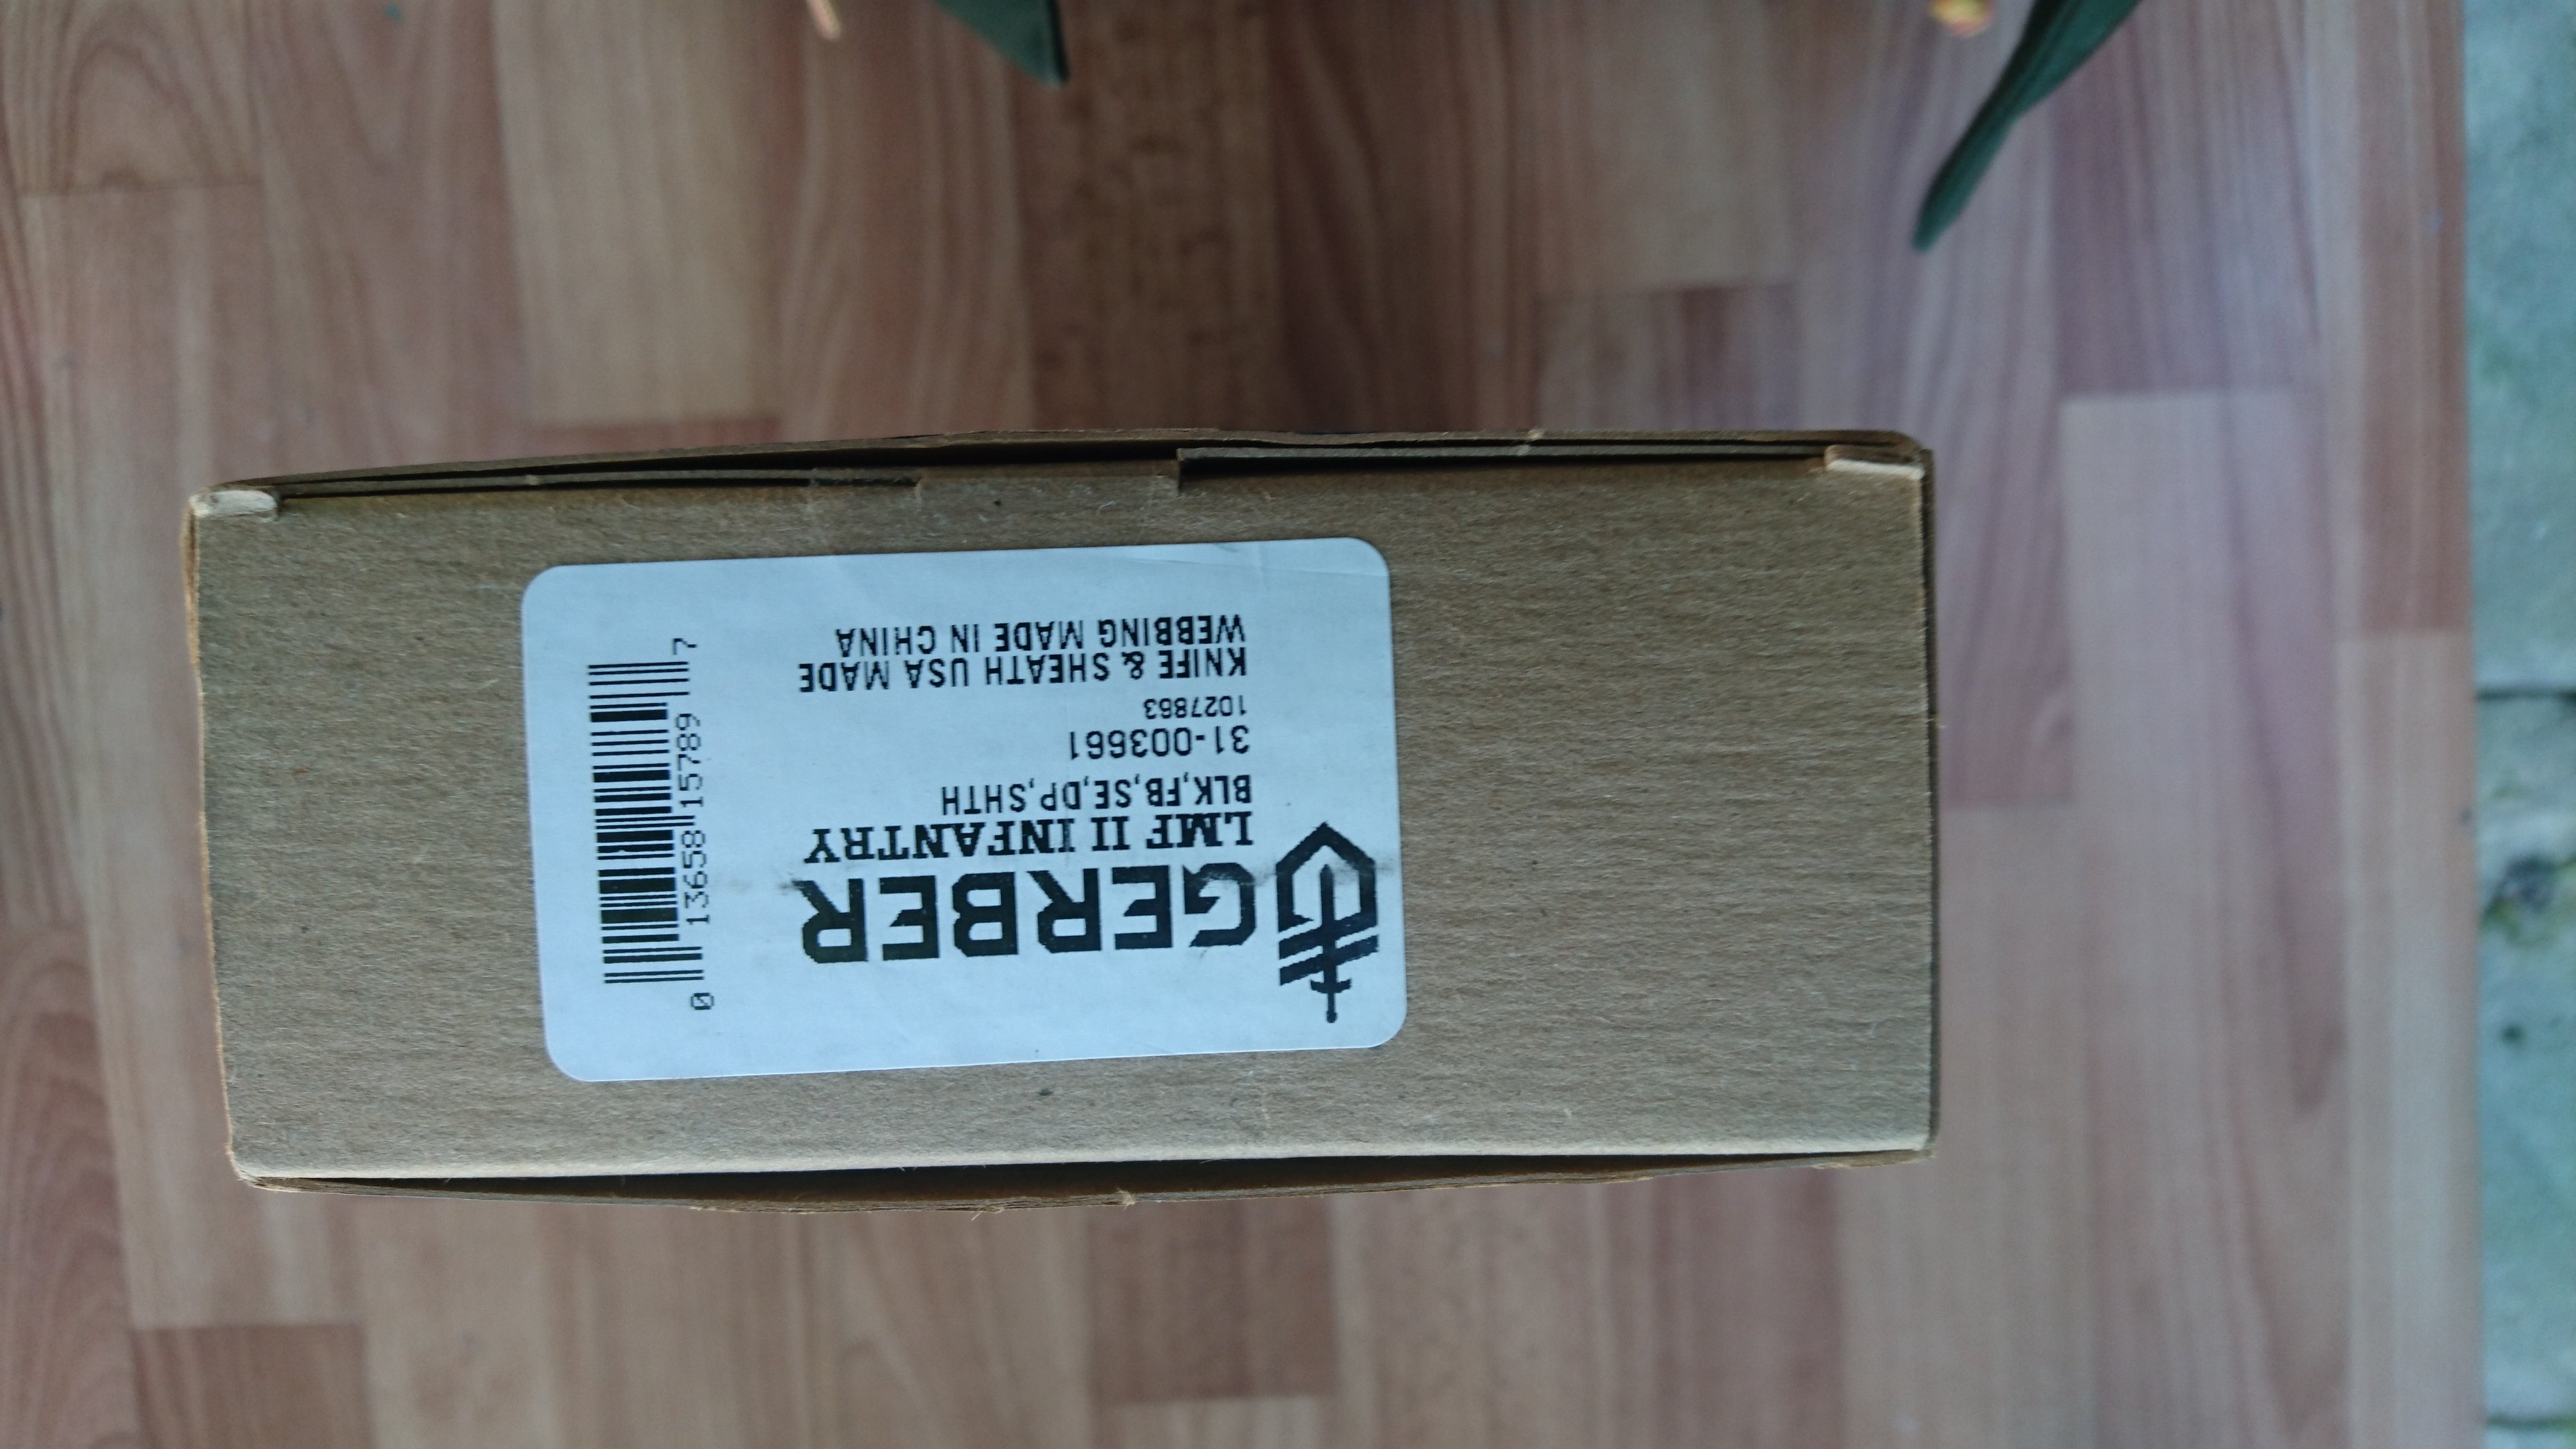 GERBER
LMF II INFANTRY
BLK,FB,SE,DP,SHTH
31-003661
1027863
KNIFE & SHEATH USA MADE
WEBBING MADE IN CHINA
0 13658 15789 7